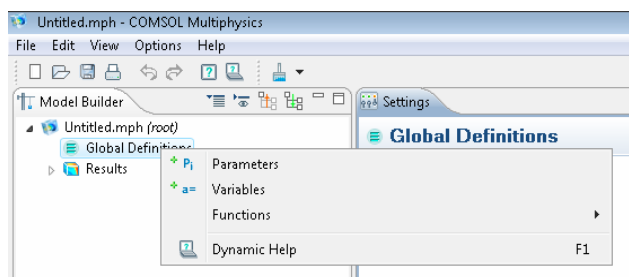 Untitled.mph - COMSOL Multiphysics
File Edit View Options Help
Model Builder
Settings
Untitled.mph (root)
Global Definitions
Global Definitions
Results
Pi Parameters
a= Variables
Functions
Dynamic Help F1